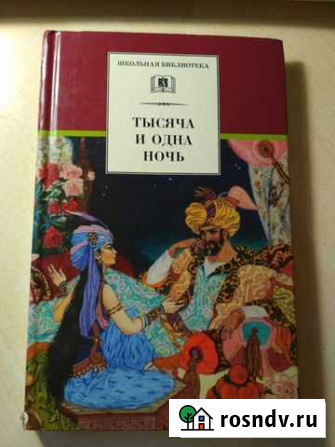 ШКОЛЬНАЯ БИБЛИОТЕКА
ТЫСЯЧА
И ОДНА
НОЧЬ
rosndv.ru